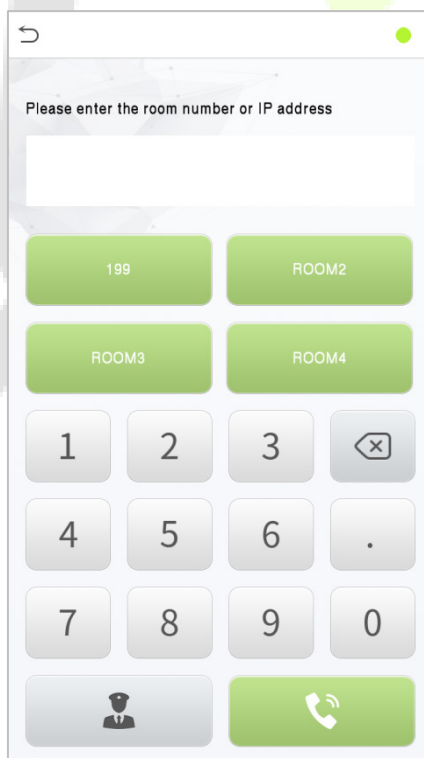 Please enter the room number or IP address
199 ROOM2
ROOM3 ROOM4
1 2 3
4 5 6 .
7 8 9 0